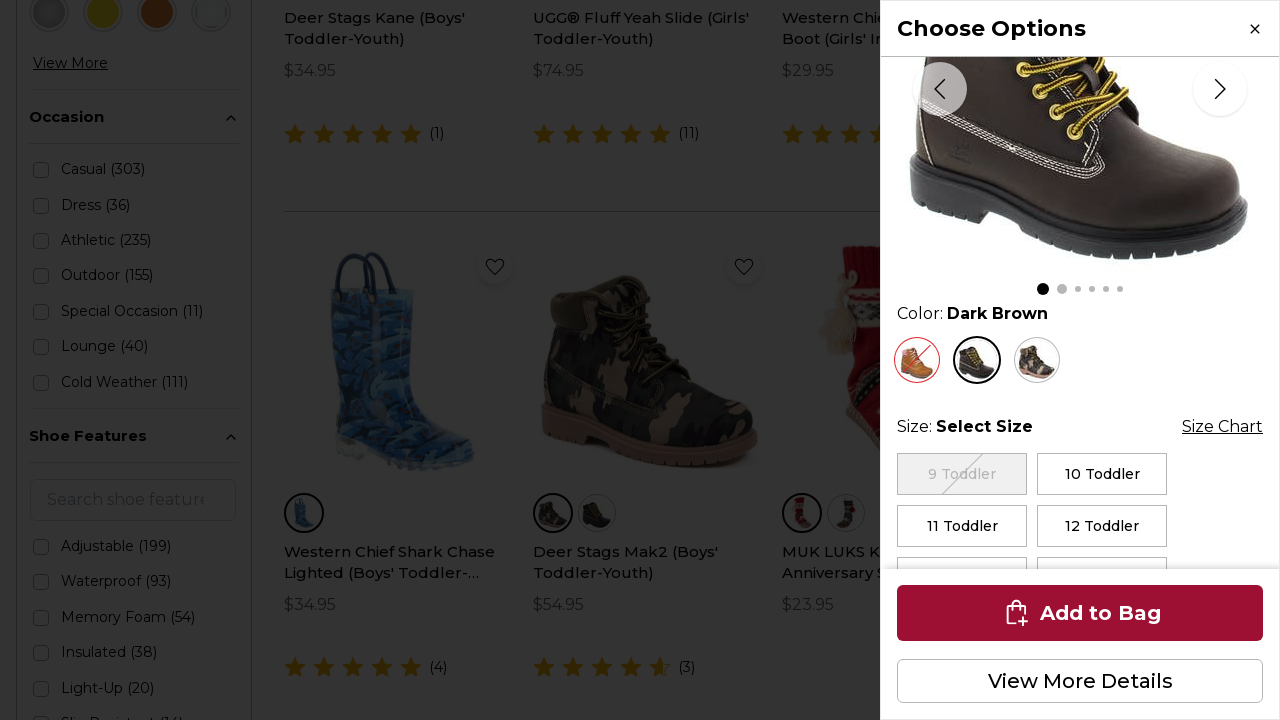 View More
Occasion
Casual (303)
Dress (36)
Athletic (235)
Outdoor (155)
Special Occasion (11)
Lounge (40)
Cold Weather (111)
Shoe Features
Search shoe feature
Adjustable (199)
Waterproof (93)
Memory Foam (54)
Insulated (38)
Light-Up (20)
Deer Stags Kane (Boys'
Toddler-Youth)
$34.95
(1)
UGG® Fluff Yeah Slide (Girls'
Toddler-Youth)
$74.95
(11)
Western Chie
Boot (Girls' In
$29.95
Western Chief Shark Chase
Lighted (Boys' Toddler-...
$34.95
(4)
Deer Stags Mak2 (Boys'
Toddler-Youth)
$54.95
(3)
MUK LUKS K
Anniversary S
$23.95
Choose Options
Color: Dark Brown
Size: Select Size
Size Chart
9 Toddler
10 Toddler
11 Toddler
12 Toddler
Add to Bag
View More Details